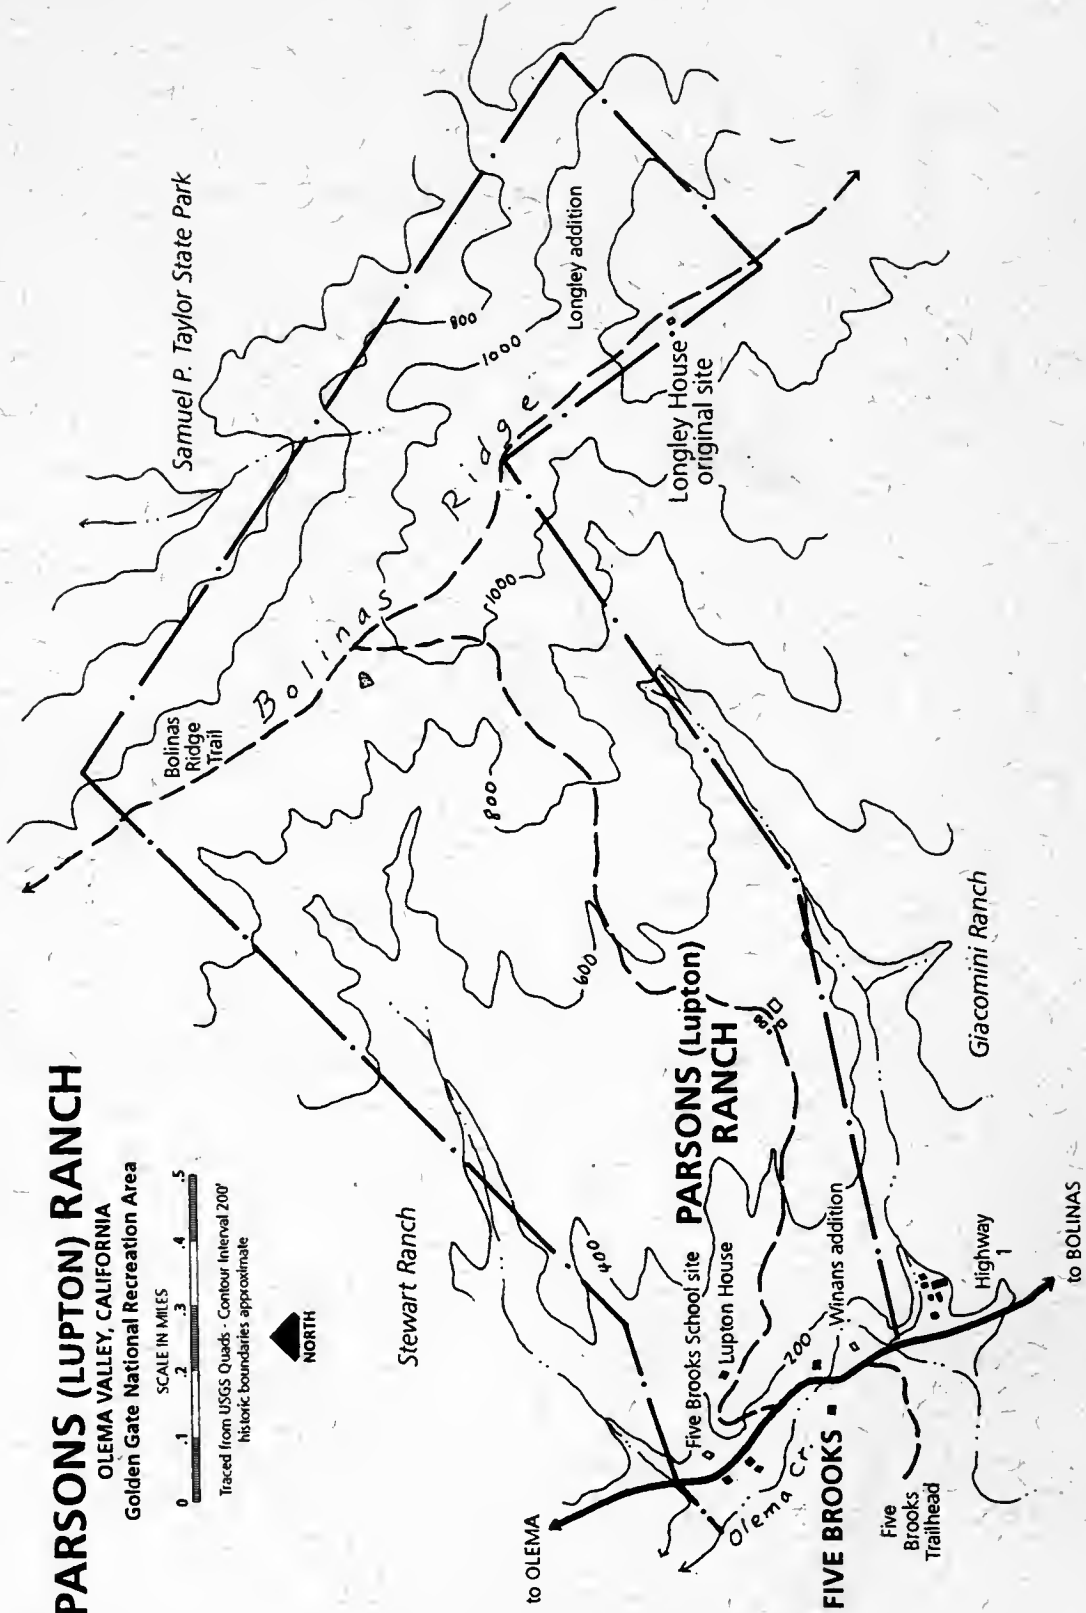 PARSONS (LUPTON) RANCH
OLEMA VALLEY, CALIFORNIA
Golden Gate National Recreation Area
SCALE IN MILES
0 .1 .2 .3 .4 .5
Traced from USGS Quads - Contour Interval 200'
historic boundaries approximate
NORTH
Samuel P. Taylor State Park
Bolinas
Ridge
Trail
Bolinas Ridge
800
1000
Longley addition
Longley House
original site
1000
800
600
Stewart Ranch
400
PARSONS (Lupton)
RANCH
Giacomini Ranch
Five Brooks School site
Lupton House
200
Winans addition
to OLEMA
Olema Cr.
FIVE BROOKS
Five
Brooks
Trailhead
Highway
1
to BOLINAS